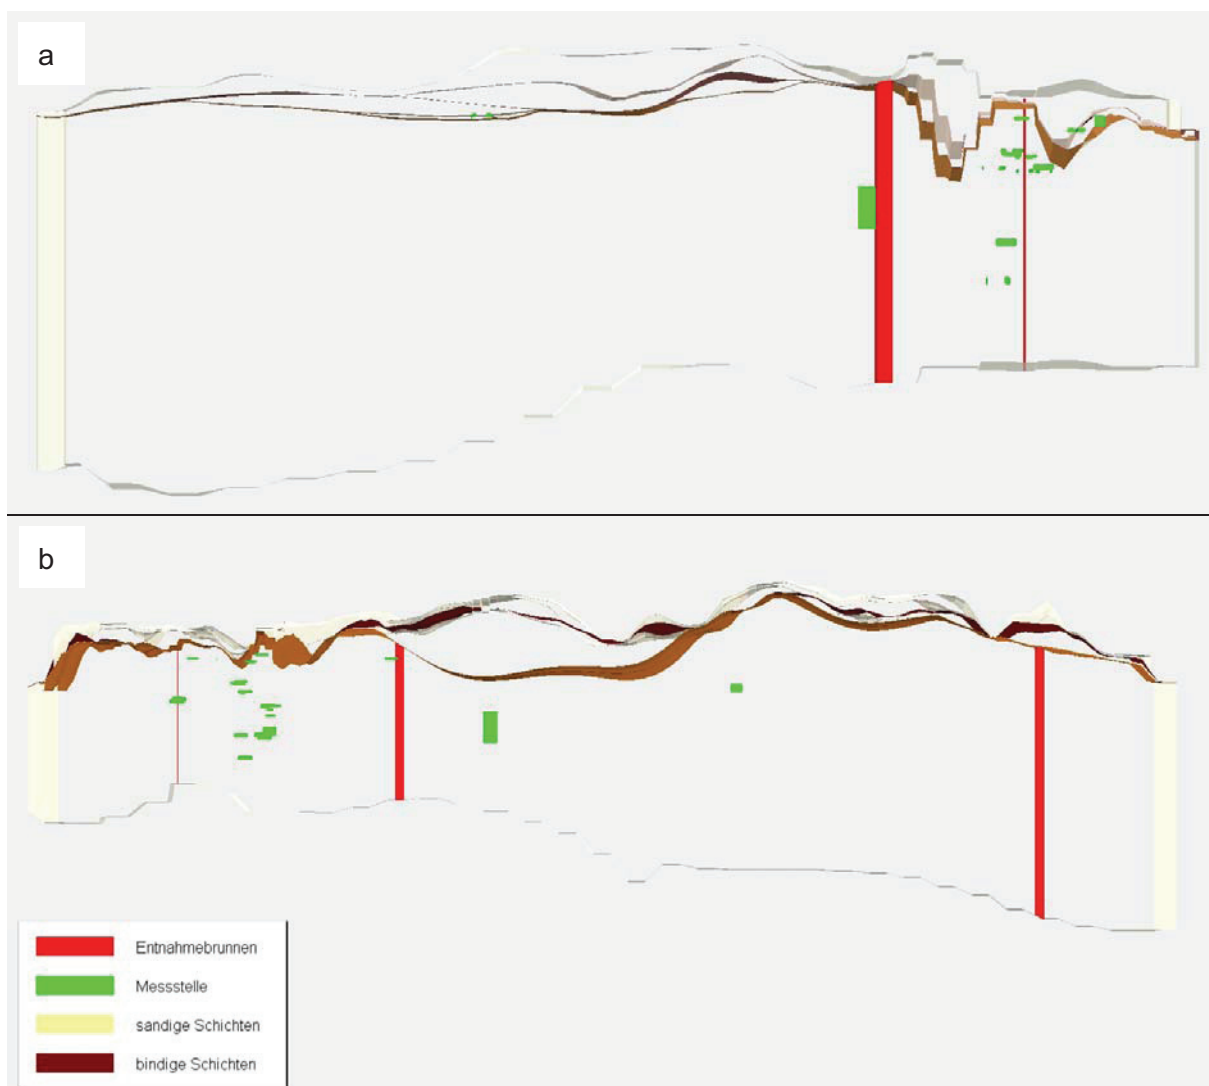 a
b
Entnahmebrunnen
Messstelle
sandige Schichten
bindige Schichten